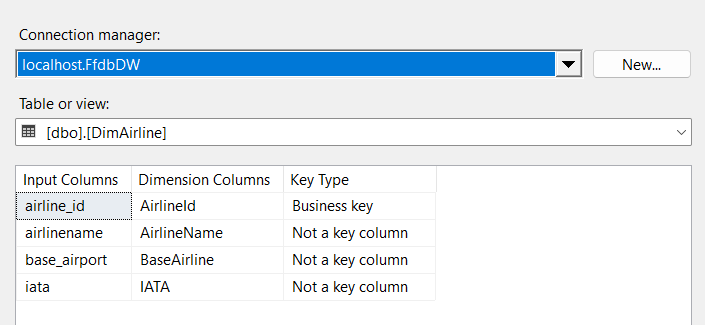 Connection manager:
localhost.FfdbDW
New...
Table or view:
[dbo].[DimAirline]
Input Columns Dimension Columns Key Type
airline_id AirlineId Business key
airlinename AirlineName Not a key column
base_airport BaseAirline Not a key column
iata IATA Not a key column